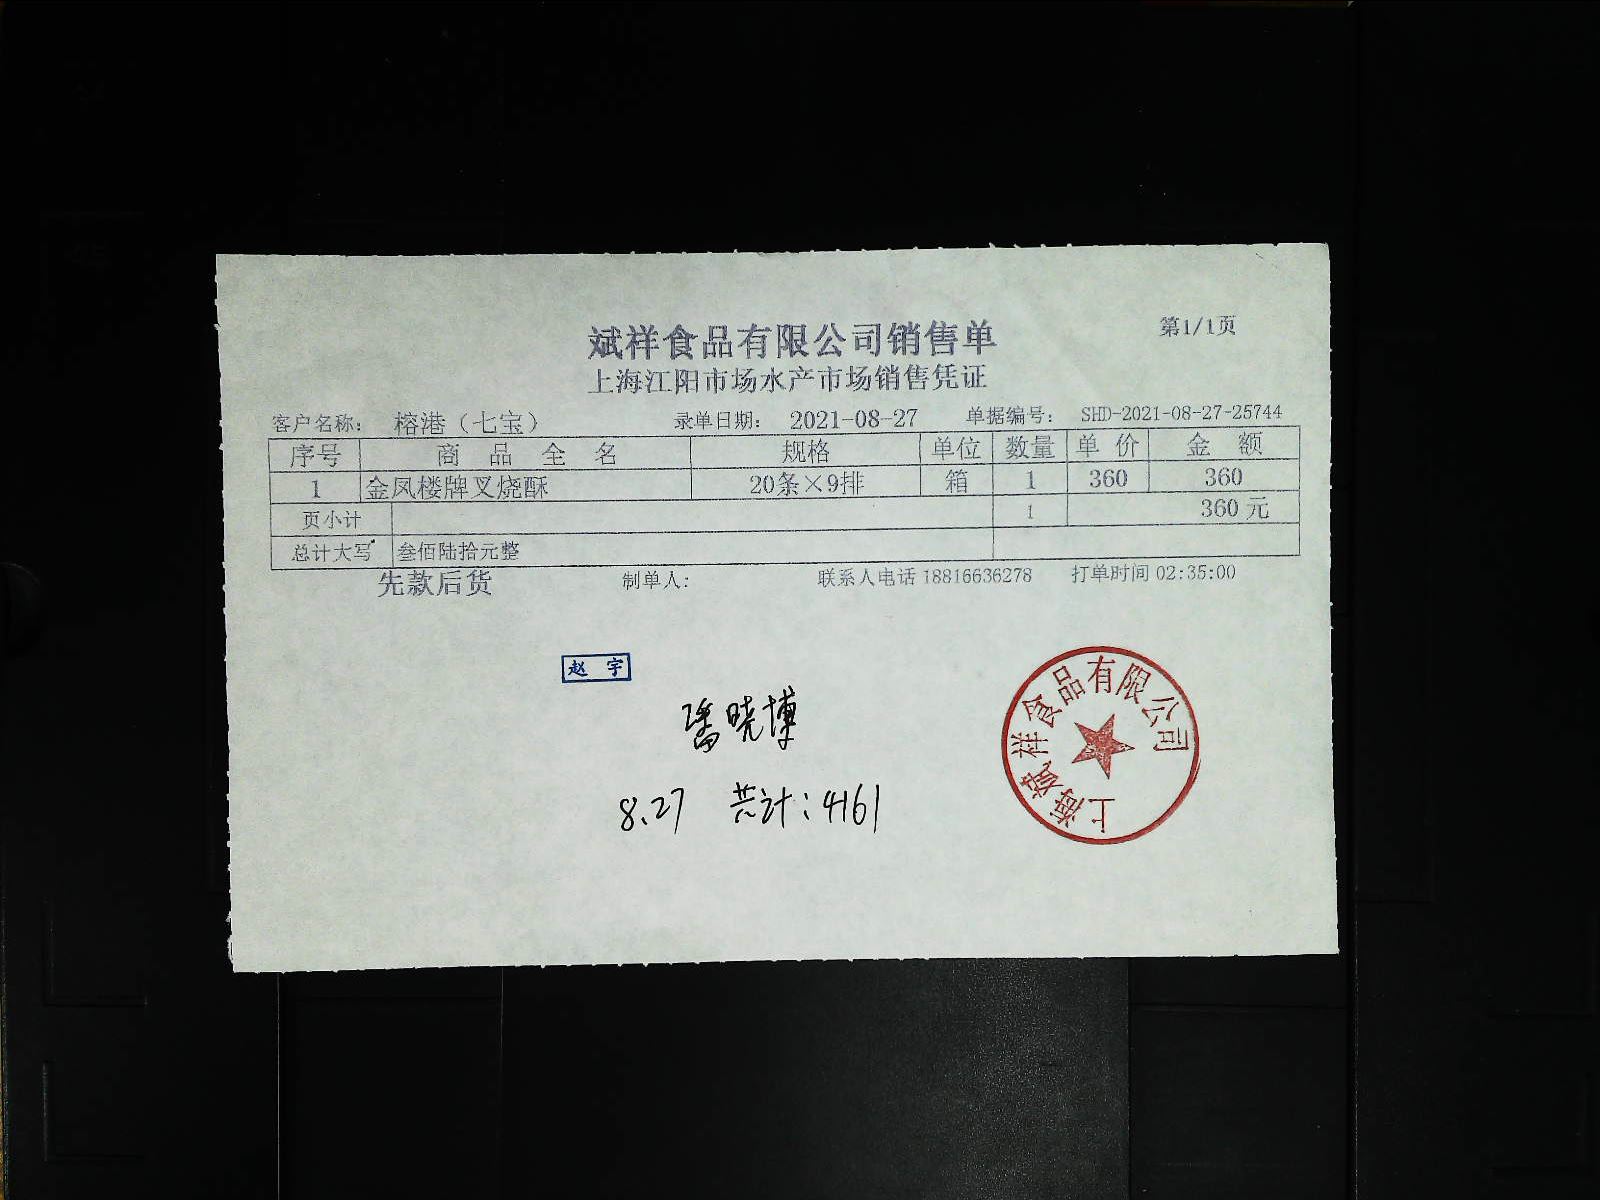 斌祥食品有限公司销售单
第1/1页
上海江阳市场水产市场销售凭证
客户名称： 榕港（七宝） 录单日期： 2021-08-27 单据编号： SHD-2021-08-27-25744
序号 商品全名 规格 单位 数量 单价 金额
1 金凤楼牌叉烧酥 20条×9排 箱 1 360 360
页小计 1 360元
总计大写 叁佰陆拾元整
先款后货 制单人： 联系人电话 18816636278 打单时间 02:35:00
赵宇
潘晓博
8.27 共计：4161
上海斌祥食品有限公司